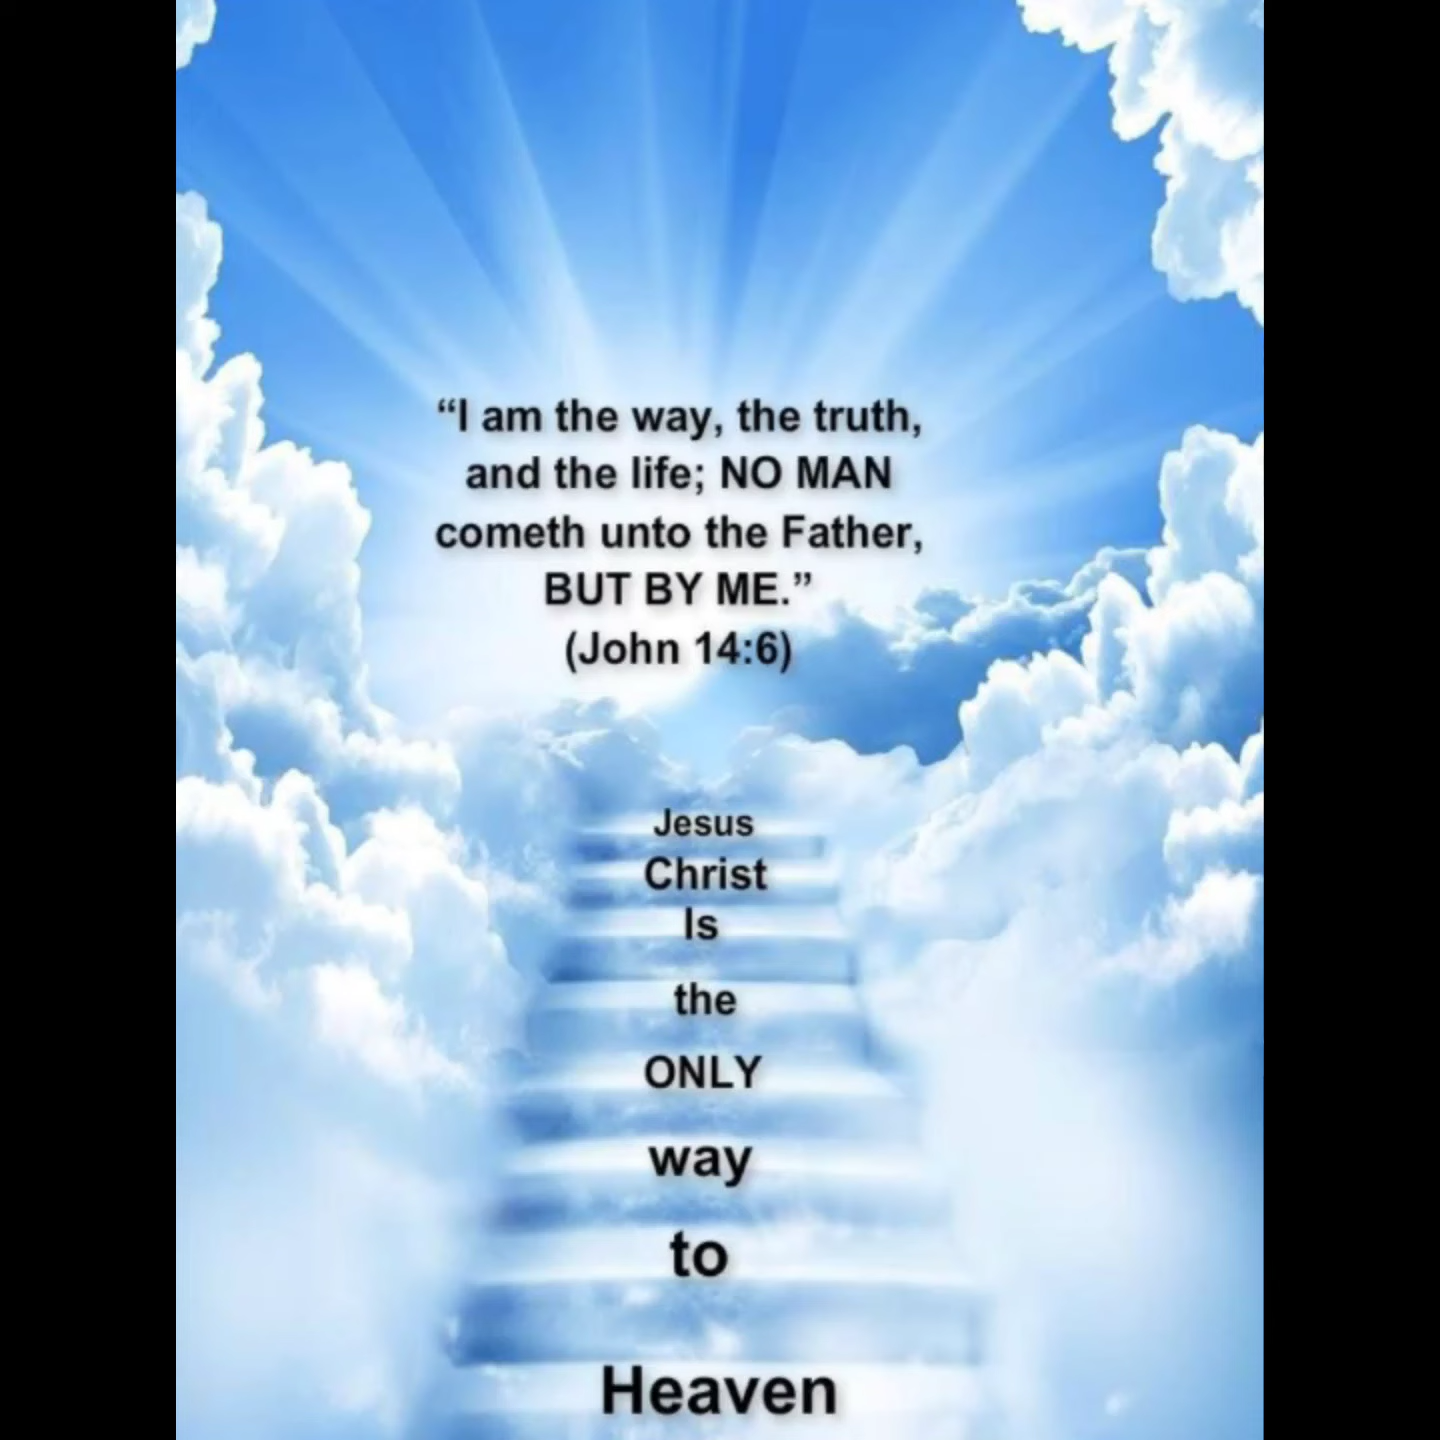 “I am the way, the truth,
and the life; NO MAN
cometh unto the Father,
BUT BY ME.”
(John 14:6)
Jesus
Christ
Is
the
ONLY
way
to
Heaven